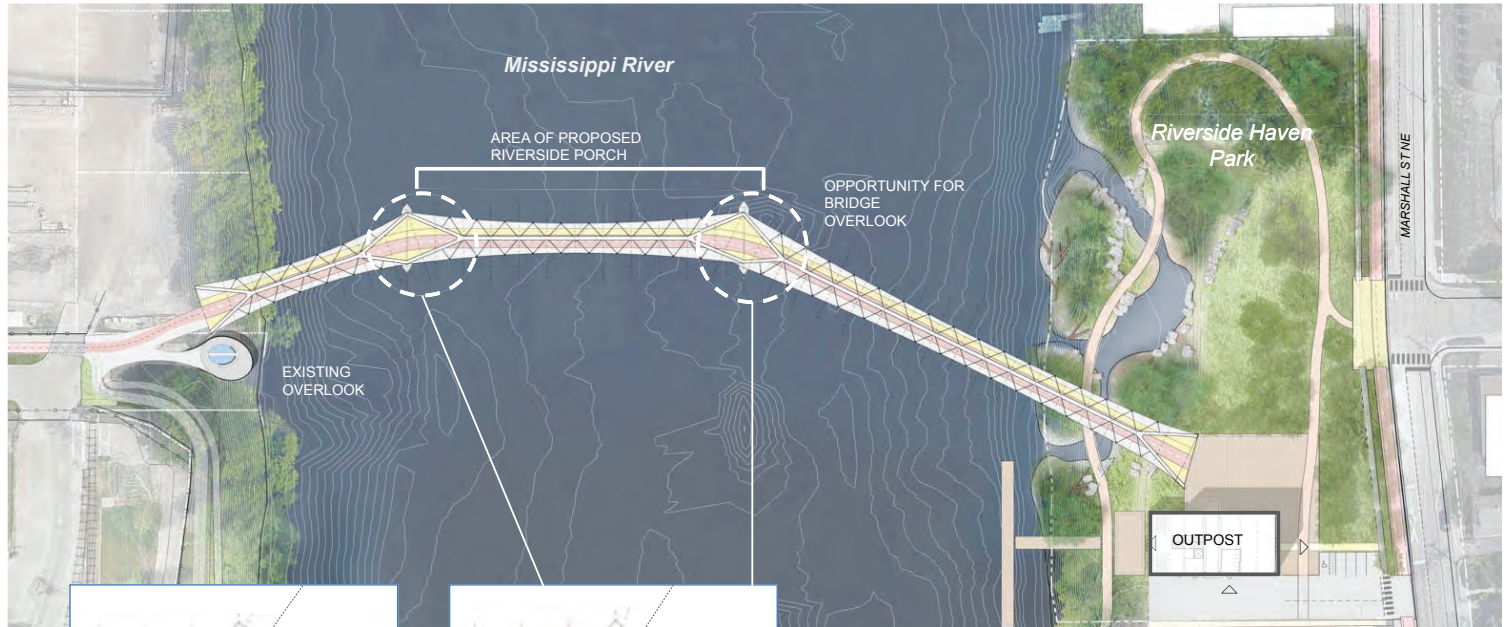 Mississippi River
AREA OF PROPOSED
RIVERSIDE PORCH
OPPORTUNITY FOR
BRIDGE
OVERLOOK
Riverside Haven
Park
MARSHALL ST NE
EXISTING
OVERLOOK
OUTPOST